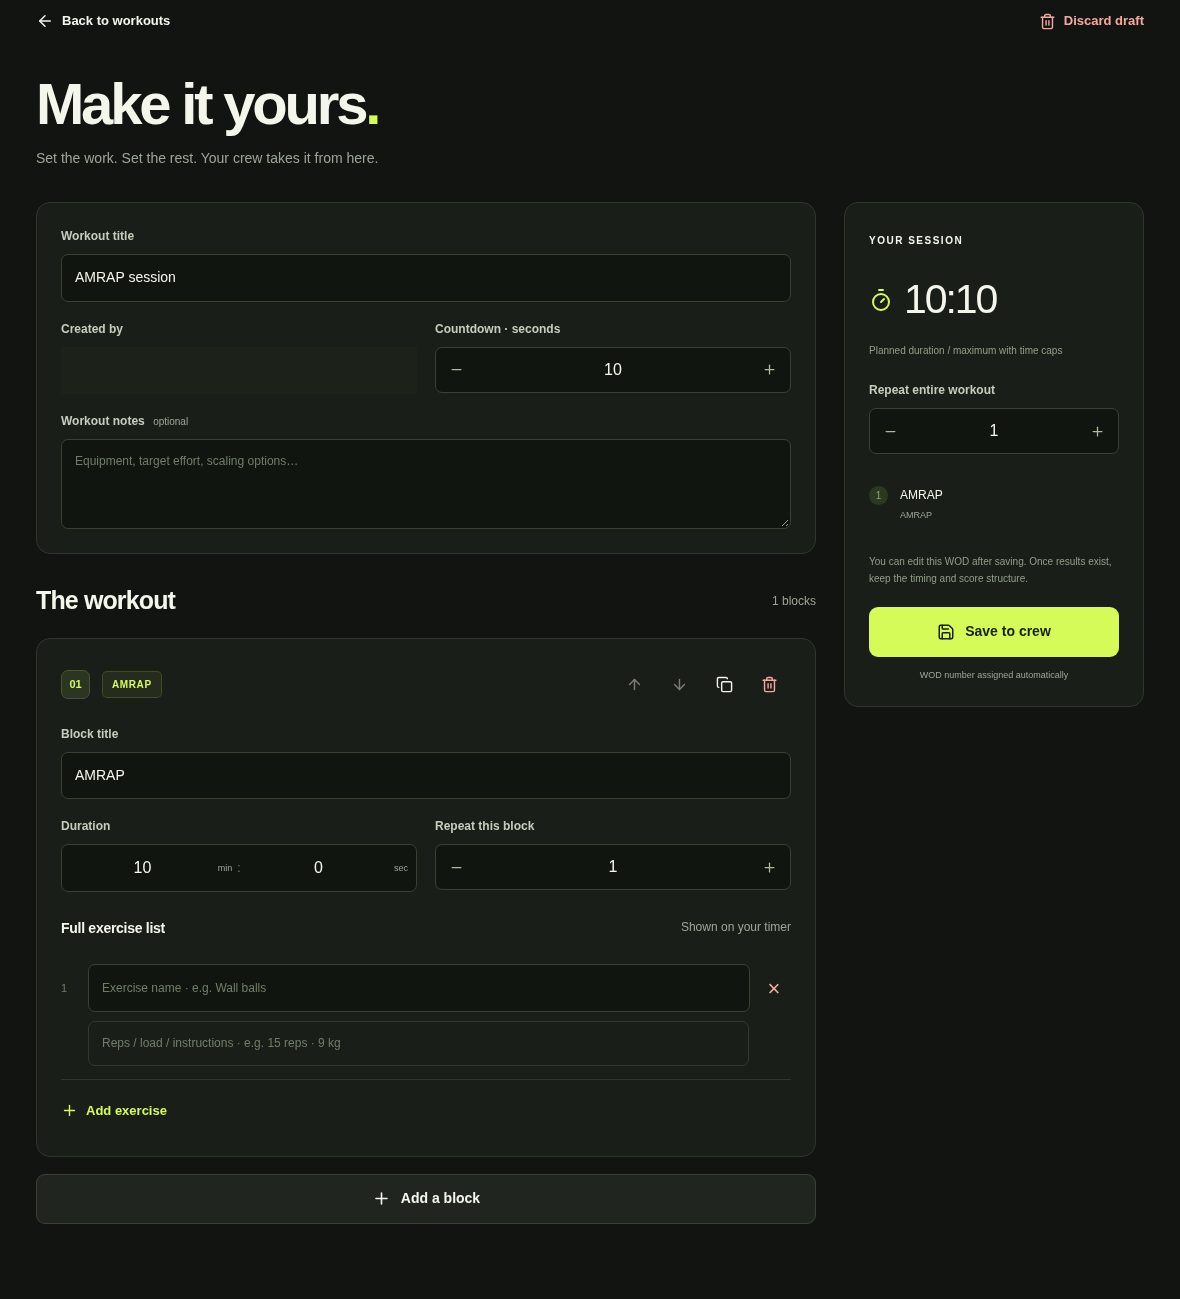 Back to workouts
Discard draft
Make it yours.
Set the work. Set the rest. Your crew takes it from here.
Workout title
AMRAP session
Created by
Countdown · seconds
− 10 +
Workout notes optional
Equipment, target effort, scaling options…
YOUR SESSION
10:10
Planned duration / maximum with time caps
Repeat entire workout
− 1 +
1 AMRAP
AMRAP
You can edit this WOD after saving. Once results exist,
keep the timing and score structure.
Save to crew
WOD number assigned automatically
The workout
1 blocks
01 AMRAP
Block title
AMRAP
Duration
10 min : 0 sec
Repeat this block
− 1 +
Full exercise list
Shown on your timer
1 Exercise name · e.g. Wall balls
Reps / load / instructions · e.g. 15 reps · 9 kg
+ Add exercise
+ Add a block